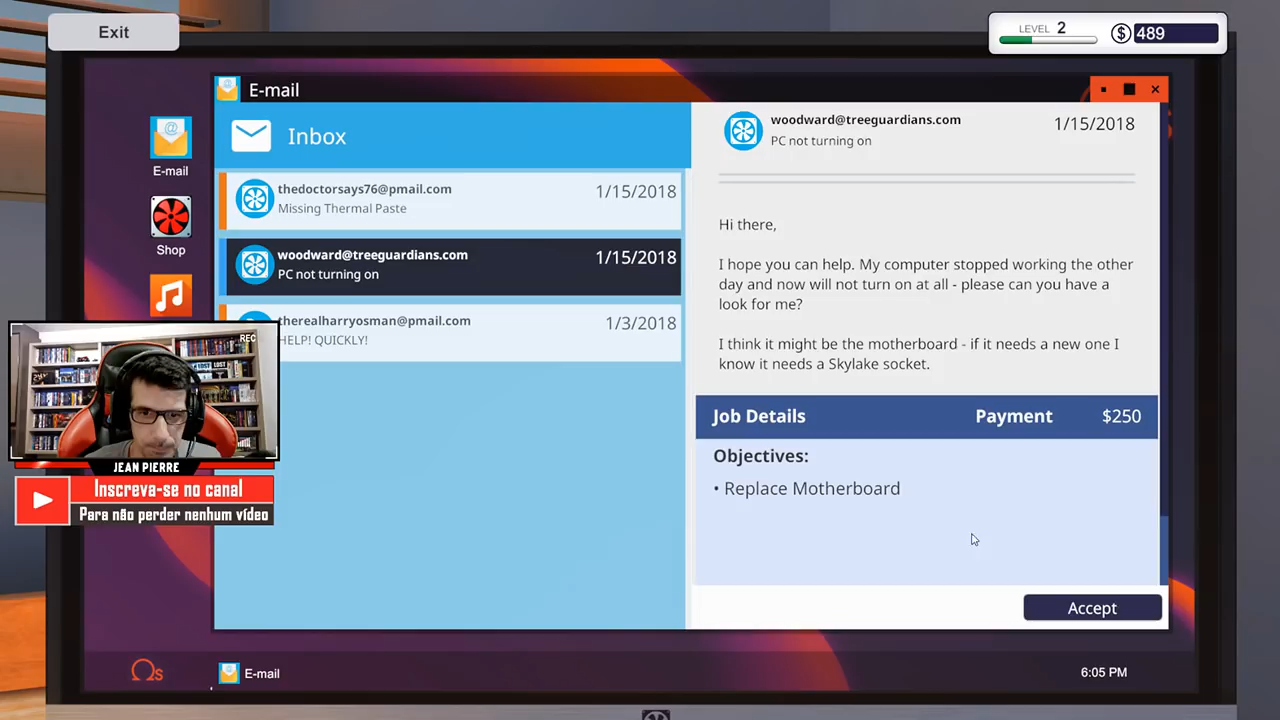 Exit
LEVEL 2
$ 489
E-mail
Inbox
E-mail
Shop
thedoctorsays76@pmail.com
1/15/2018
Missing Thermal Paste
woodward@treeguardians.com
1/15/2018
PC not turning on
therealharryosman@pmail.com
1/3/2018
HELP! QUICKLY!
woodward@treeguardians.com
1/15/2018
PC not turning on
Hi there,
I hope you can help. My computer stopped working the other
day and now will not turn on at all - please can you have a
look for me?
I think it might be the motherboard - if it needs a new one I
know it needs a Skylake socket.
Job Details
Payment
$250
Objectives:
• Replace Motherboard
Accept
REC
JEAN PIERRE
Inscreva-se no canal
Para não perder nenhum vídeo
Ωs
E-mail
6:05 PM